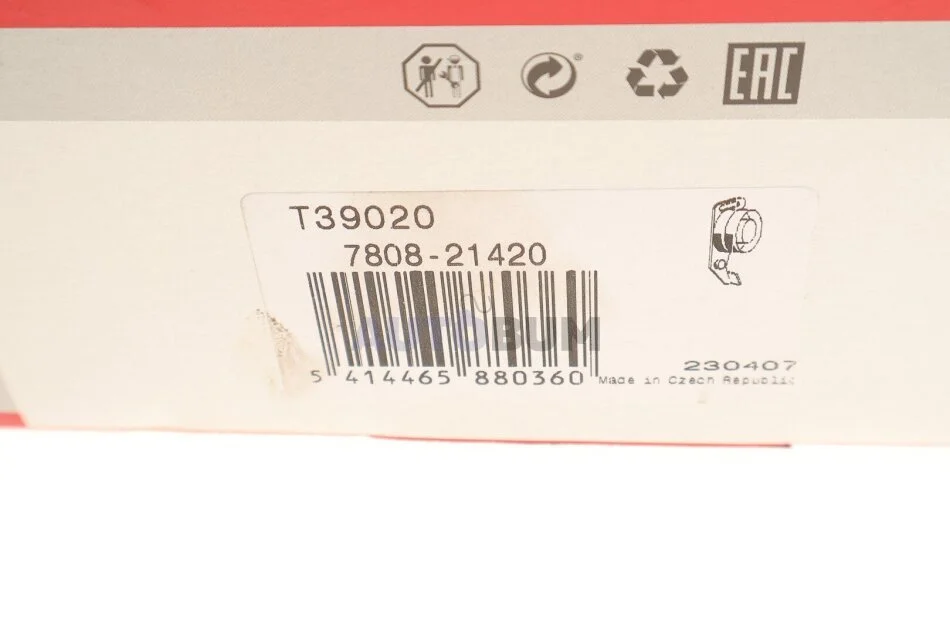 EAC
T39020
7808-21420
AUTOBUM
5 414465 880360
230407
Made in Czech Republic